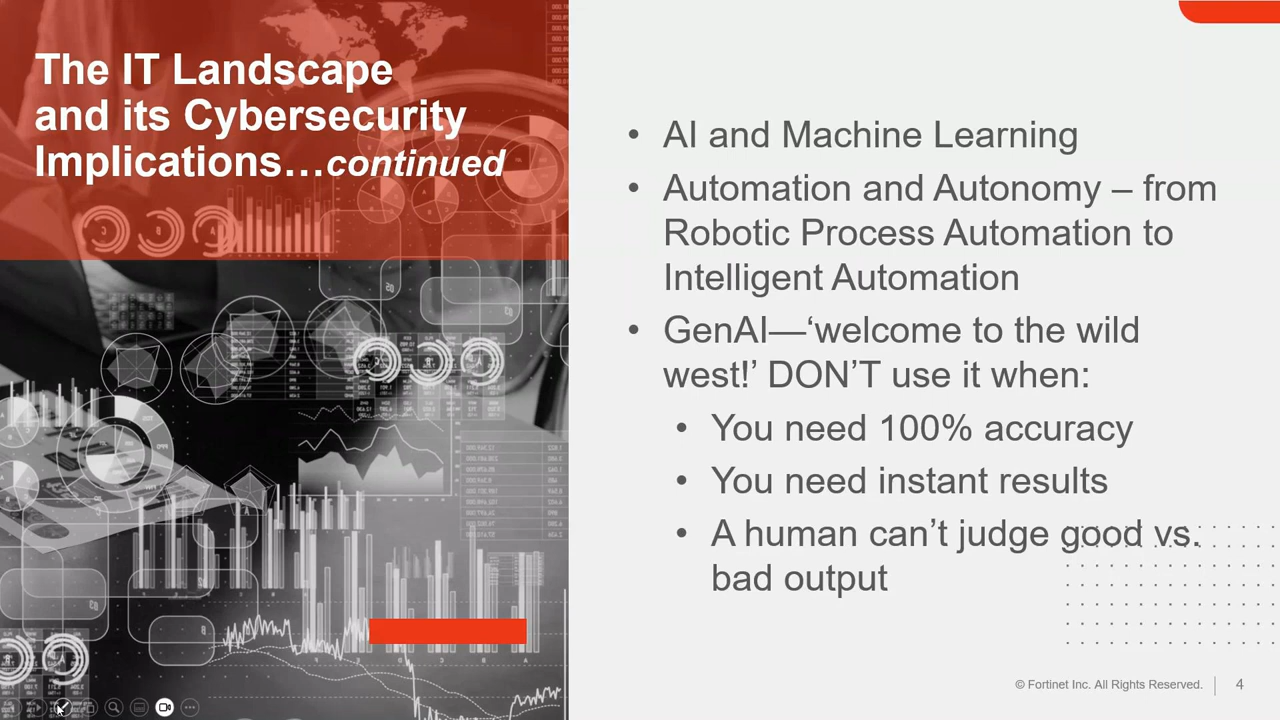 The IT Landscape
and its Cybersecurity
Implications…continued
• AI and Machine Learning
• Automation and Autonomy – from
Robotic Process Automation to
Intelligent Automation
• GenAI—‘welcome to the wild
west!’ DON’T use it when:
• You need 100% accuracy
• You need instant results
• A human can’t judge good vs.
bad output
© Fortinet Inc. All Rights Reserved.
4